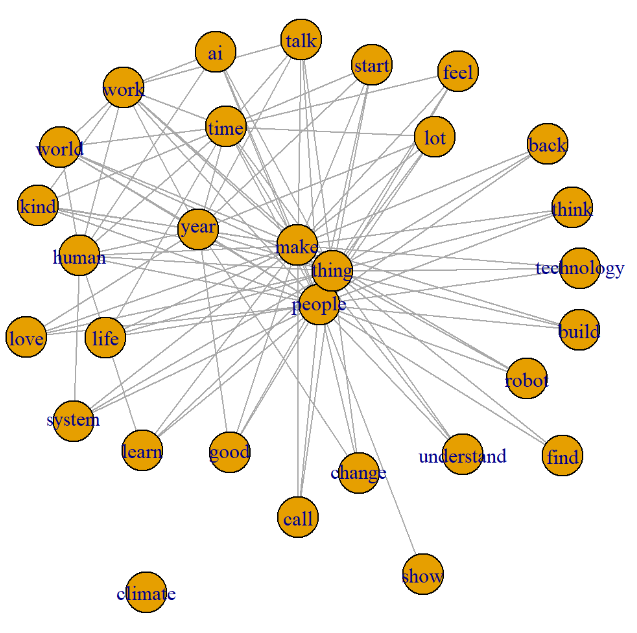 talk
ai
start
feel
work
time
lot
back
world
kind
think
year
make
human
thing
technology
people
build
love
life
robot
system
learn
good
understand
find
change
call
show
climate